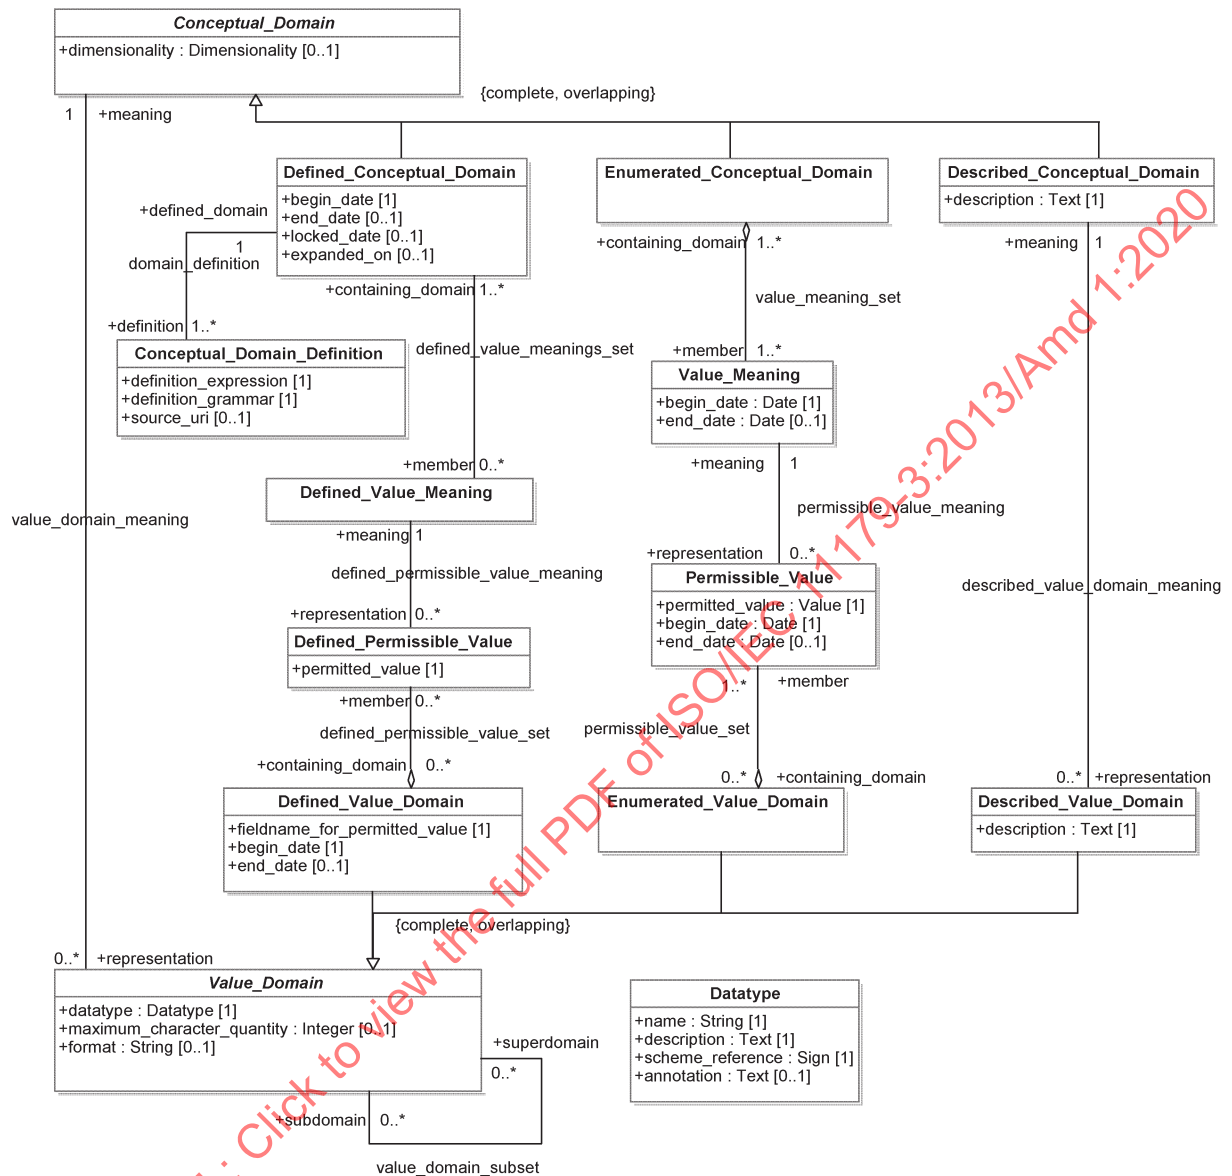 Conceptual_Domain
+dimensionality : Dimensionality [0..1]
1 +meaning
{complete, overlapping}
Defined_Conceptual_Domain
+begin_date [1]
+end_date [0..1]
+locked_date [0..1]
+expanded_on [0..1]
Enumerated_Conceptual_Domain
Described_Conceptual_Domain
+description : Text [1]
+defined_domain
1
domain_definition
+definition 1..*
Conceptual_Domain_Definition
+definition_expression [1]
+definition_grammar [1]
+source_uri [0..1]
+containing_domain 1..*
defined_value_meanings_set
+member 0..*
Defined_Value_Meaning
+meaning 1
defined_permissible_value_meaning
+representation 0..*
Defined_Permissible_Value
+permitted_value [1]
+member 0..*
defined_permissible_value_set
+containing_domain 0..*
Defined_Value_Domain
+fieldname_for_permitted_value [1]
+begin_date [1]
+end_date [0..1]
+containing_domain 1..*
value_meaning_set
+member 1..*
Value_Meaning
+begin_date : Date [1]
+end_date : Date [0..1]
+meaning 1
permissible_value_meaning
+representation 0..*
Permissible_Value
+permitted_value : Value [1]
+begin_date : Date [1]
+end_date : Date [0..1]
1..* +member
permissible_value_set
0..* +containing_domain
Enumerated_Value_Domain
+meaning 1
described_value_domain_meaning
0..* +representation
Described_Value_Domain
+description : Text [1]
value_domain_meaning
{complete, overlapping}
0..* +representation
Value_Domain
+datatype : Datatype [1]
+maximum_character_quantity : Integer [0..1]
+format : String [0..1]
+superdomain
0..*
+subdomain 0..*
value_domain_subset
Datatype
+name : String [1]
+description : Text [1]
+scheme_reference : Sign [1]
+annotation : Text [0..1]
: Click to view the full PDF of ISO/IEC 11179-3:2013/Amd 1:2020